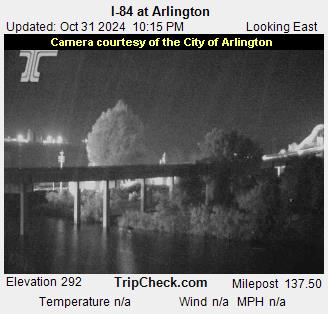 I-84 at Arlington
Updated: Oct 31 2024 10:15 PM Looking East
Camera courtesy of the City of Arlington
Elevation 292 TripCheck.com Milepost 137.50
Temperature n/a Wind n/a MPH n/a